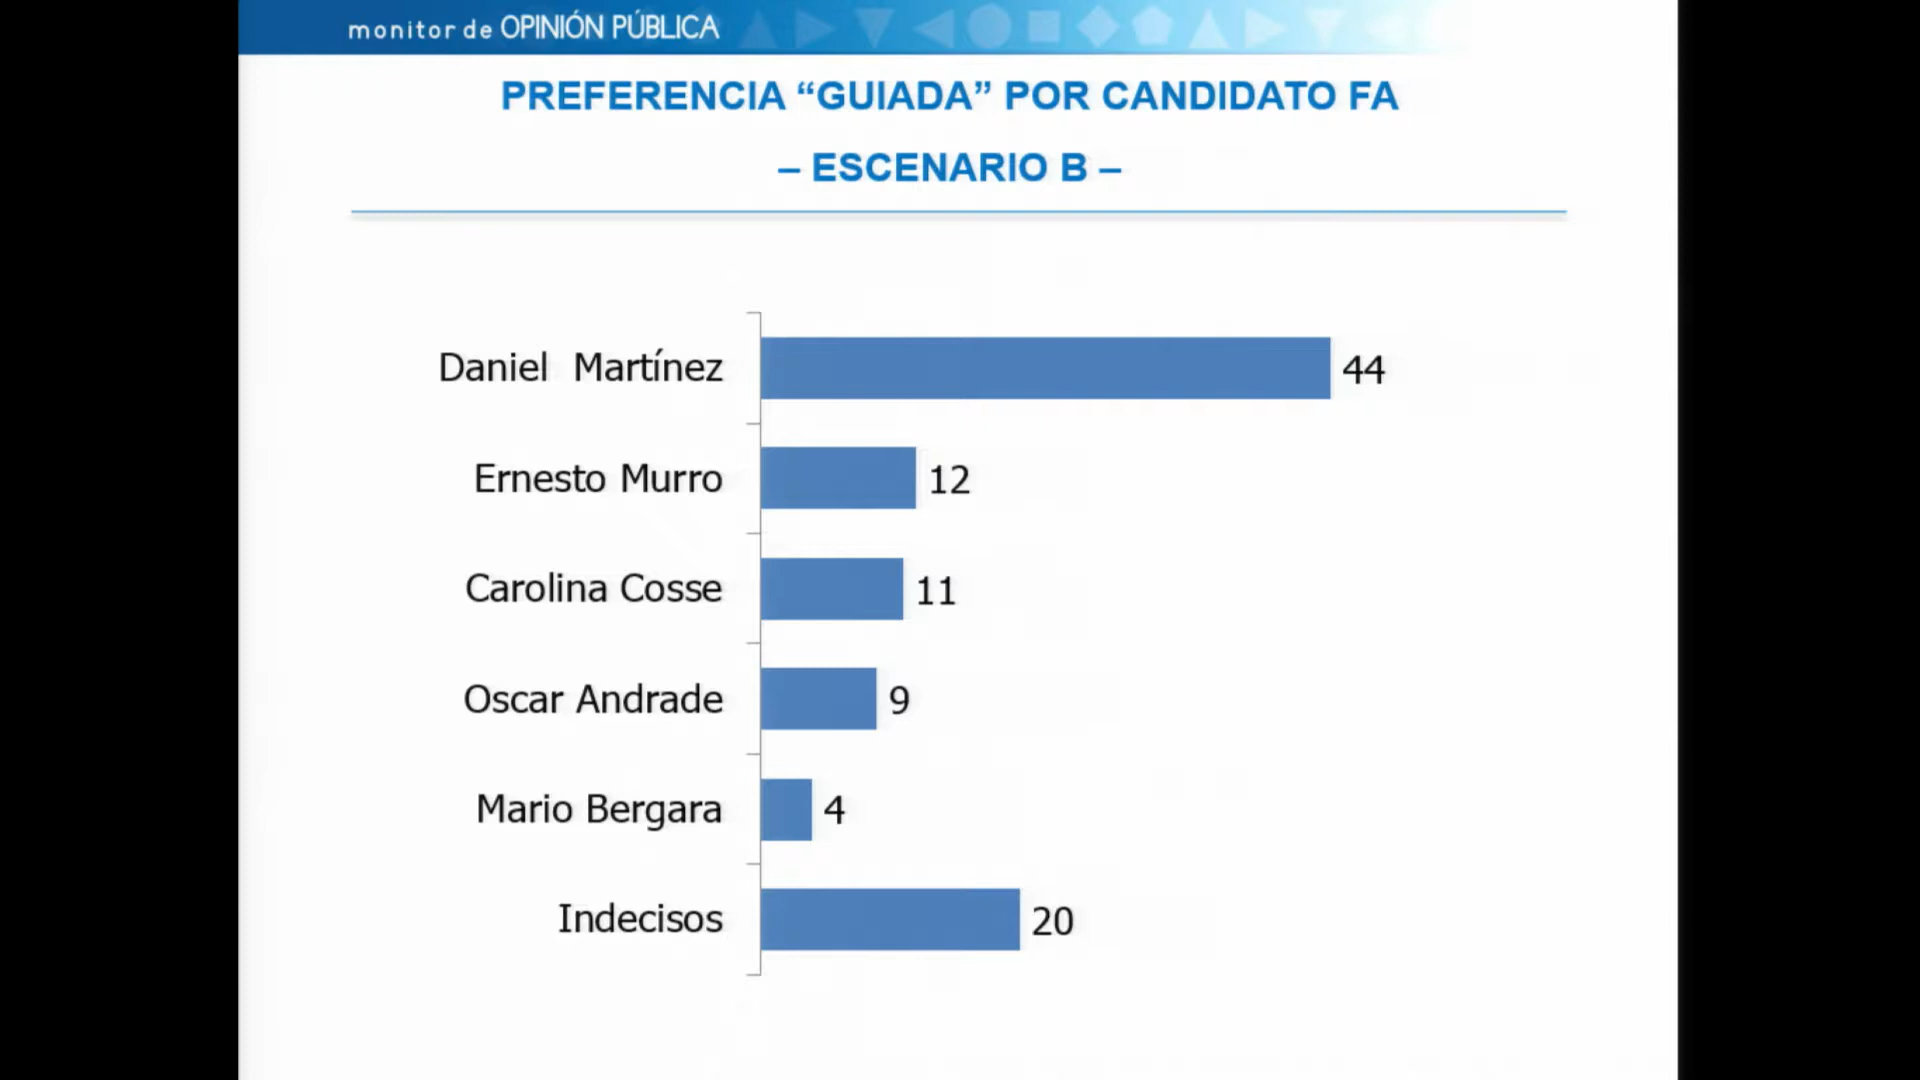 monitor de OPINIÓN PÚBLICA
PREFERENCIA “GUIADA” POR CANDIDATO FA
– ESCENARIO B –
Daniel Martínez 44
Ernesto Murro 12
Carolina Cosse 11
Oscar Andrade 9
Mario Bergara 4
Indecisos 20